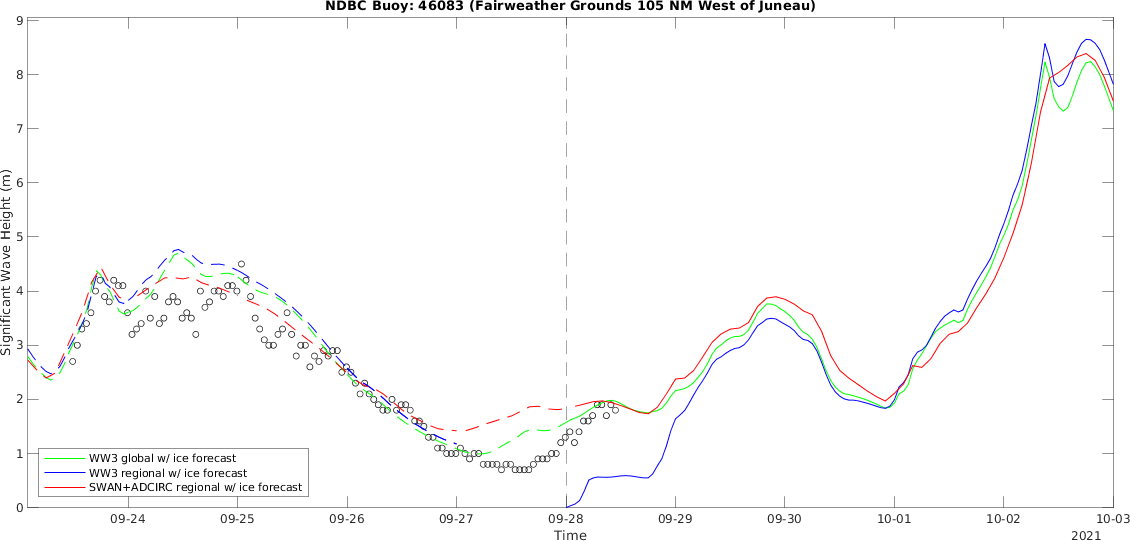 NDBC Buoy: 46083 (Fairweather Grounds 105 NM West of Juneau)
Significant Wave Height (m)
9
8
7
6
5
4
3
2
1
0
WW3 global w/ ice forecast
WW3 regional w/ ice forecast
SWAN+ADCIRC regional w/ ice forecast
09-24 09-25 09-26 09-27 09-28 09-29 09-30 10-01 10-02 10-03
Time
2021